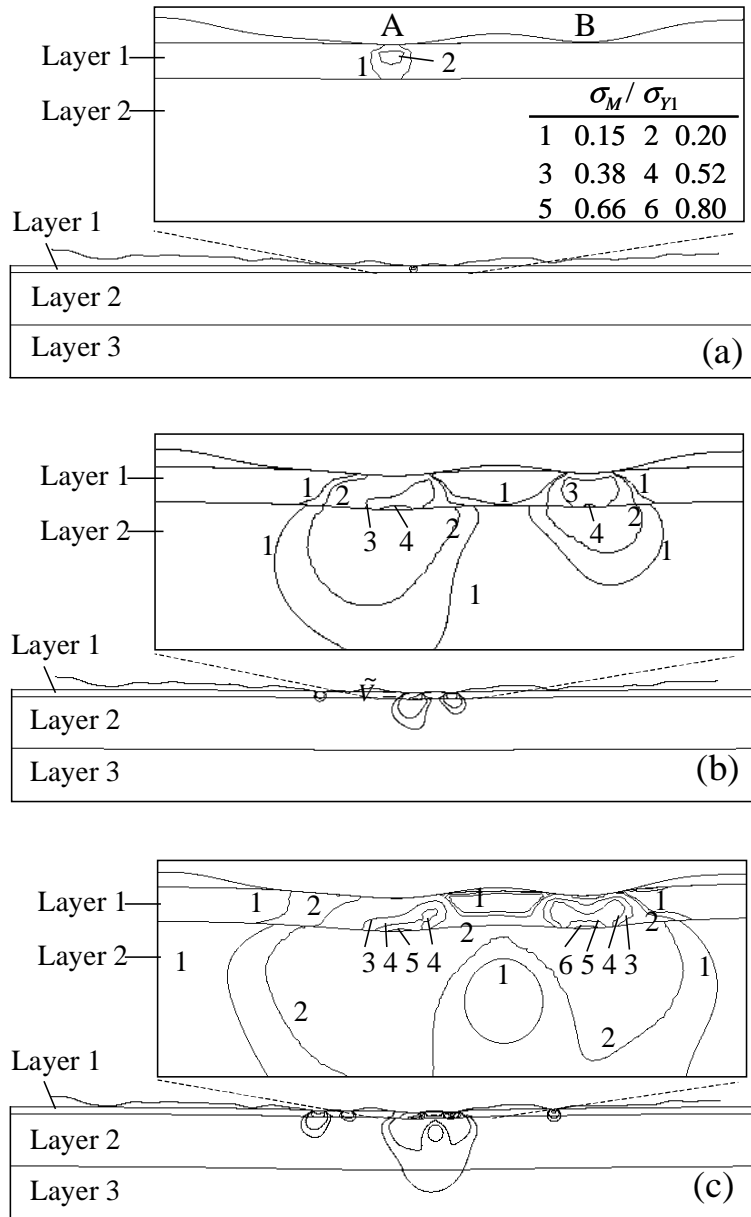 A B
Layer 1
1 2
Layer 2
σM / σY1
1 0.15 2 0.20
3 0.38 4 0.52
5 0.66 6 0.80
Layer 1
Layer 2
Layer 3
(a)
Layer 1
1 2 1 3 1
Layer 2
3 4 2 4 2
1 1 1
Layer 1
Ṽ
Layer 2
Layer 3
(b)
Layer 1
1 2 1 1
2 2
Layer 2
1 3 4 5 4 1 6 5 4 3 1
2 2
Layer 1
Layer 2
Layer 3
(c)